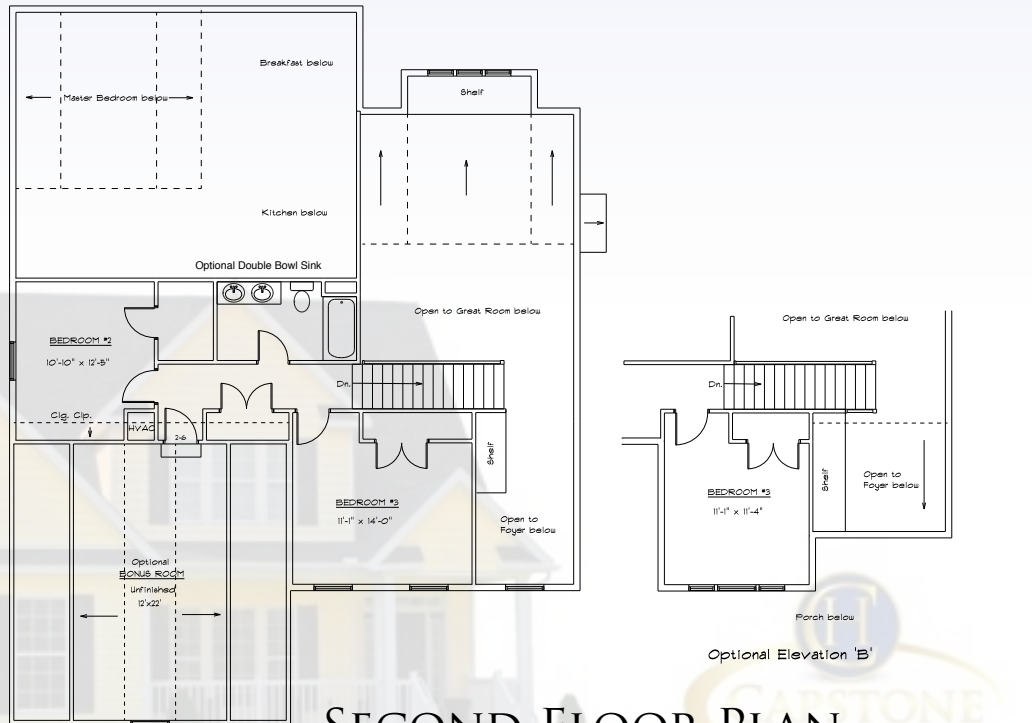 Breakfast below
Master Bedroom below
Shelf
Kitchen below
Optional Double Bowl Sink
Open to Great Room below
BEDROOM #2
10'-10" x 12'-5"
Dn.
Clg. Clp.
HVAC
2-6
Shelf
BEDROOM #3
11'-1" x 14'-0"
Open to
Foyer below
Optional
BONUS ROOM
Unfinished
12'x22'
Open to Great Room below
Dn.
Shelf
Open to
Foyer below
BEDROOM #3
11'-1" x 11'-4"
Porch below
Optional Elevation 'B'
CAPSTONE
SECOND FLOOR PLAN